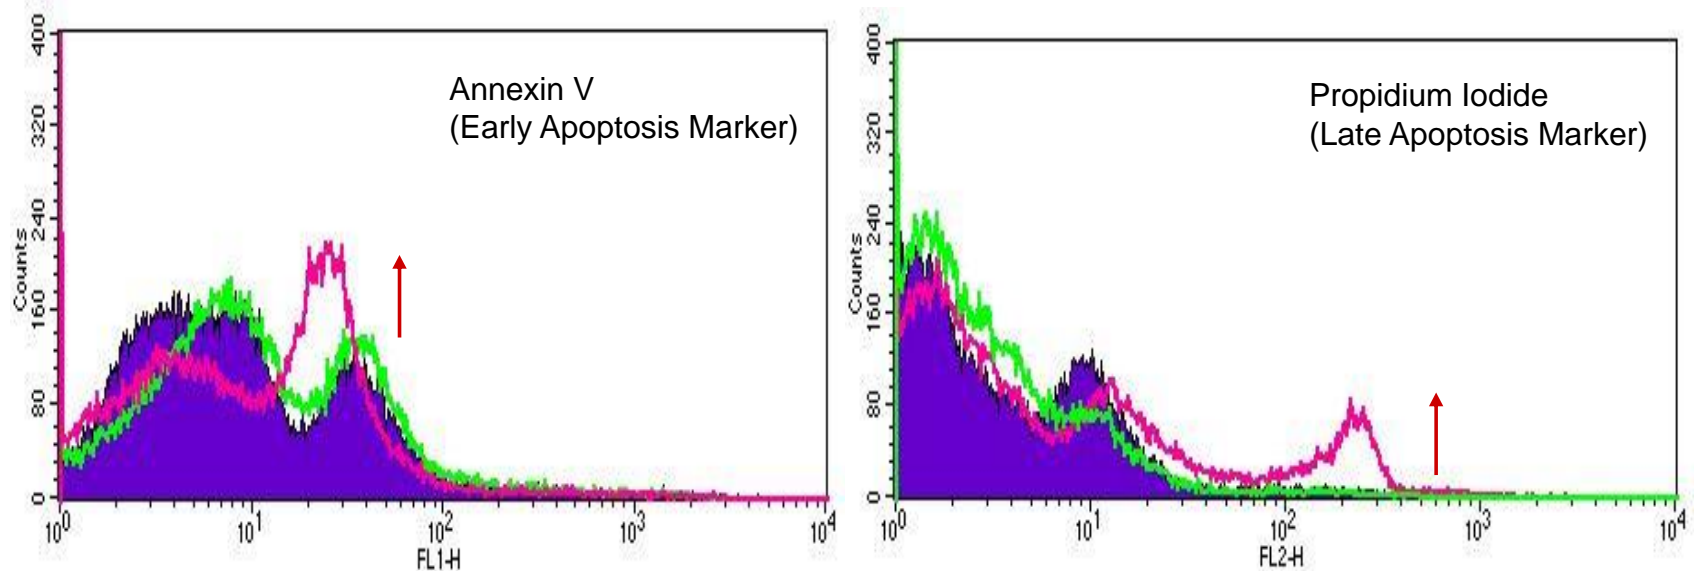 Annexin V
(Early Apoptosis Marker)
Counts
400
320
240
160
80
0
10^0
10^1
10^2
10^3
10^4
FL1-H
Propidium Iodide
(Late Apoptosis Marker)
Counts
400
320
240
160
80
0
10^0
10^1
10^2
10^3
10^4
FL2-H